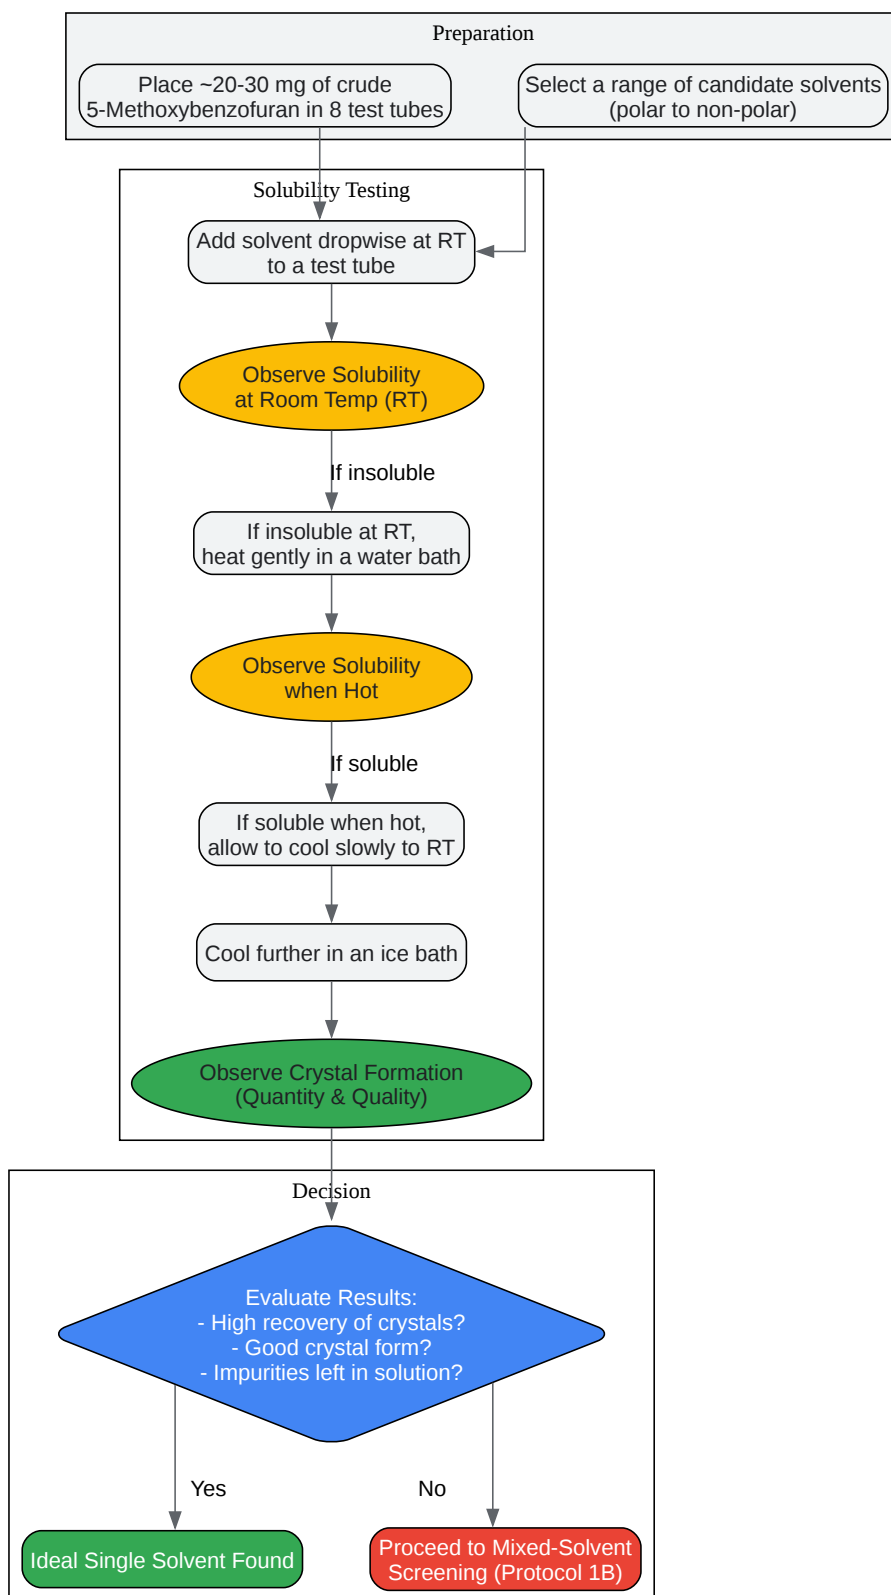 Preparation
Place ~20-30 mg of crude
5-Methoxybenzofuran in 8 test tubes
Select a range of candidate solvents
(polar to non-polar)
Solubility Testing
Add solvent dropwise at RT
to a test tube
Observe Solubility
at Room Temp (RT)
If insoluble
If insoluble at RT,
heat gently in a water bath
Observe Solubility
when Hot
If soluble
If soluble when hot,
allow to cool slowly to RT
Cool further in an ice bath
Observe Crystal Formation
(Quantity & Quality)
Decision
Evaluate Results:
- High recovery of crystals?
- Good crystal form?
- Impurities left in solution?
Yes
No
Ideal Single Solvent Found
Proceed to Mixed-Solvent
Screening (Protocol 1B)